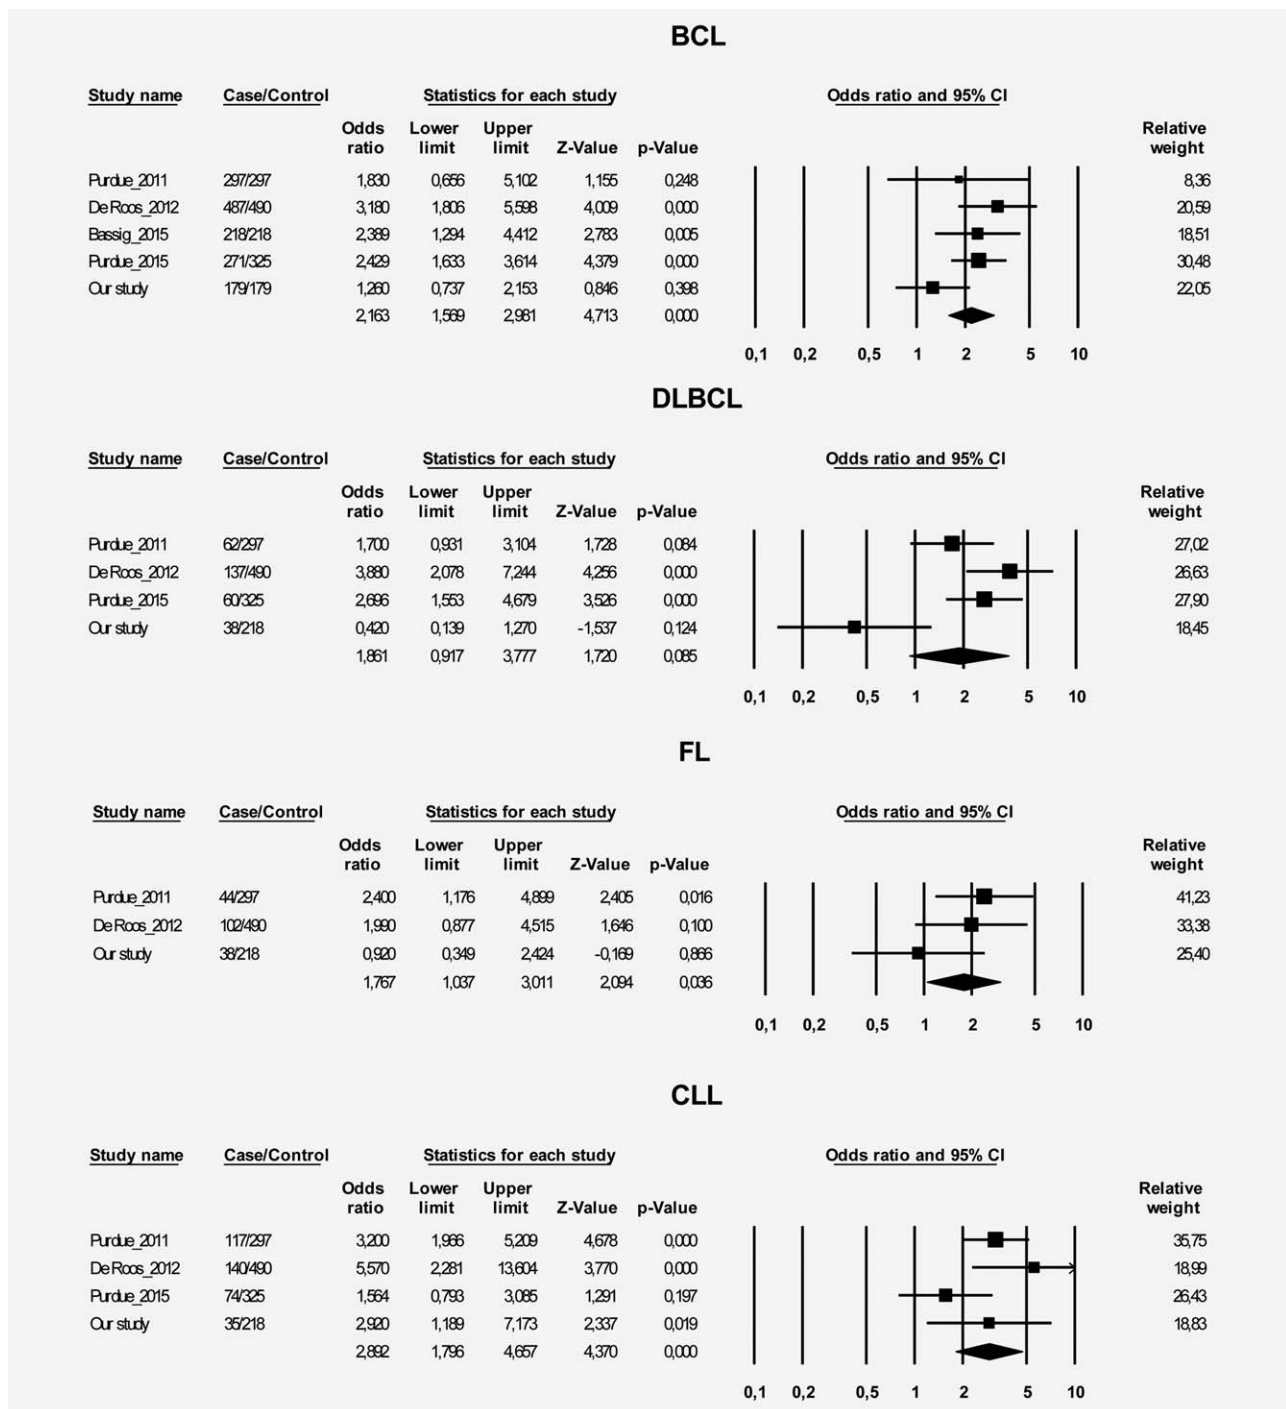 BCL
Study name Case/Control Statistics for each study Odds ratio and 95% CI
Odds ratio Lower limit Upper limit Z-Value p-Value Relative weight
Purdue_2011 297/297 1,830 0,656 5,102 1,155 0,248 8,36
De Roos_2012 487/490 3,180 1,806 5,598 4,009 0,000 20,59
Bassig_2015 218/218 2,389 1,294 4,412 2,783 0,005 18,51
Purdue_2015 271/325 2,429 1,633 3,614 4,379 0,000 30,48
Our study 179/179 1,260 0,737 2,153 0,846 0,398 22,05
2,163 1,569 2,981 4,713 0,000
0,1 0,2 0,5 1 2 5 10
DLBCL
Study name Case/Control Statistics for each study Odds ratio and 95% CI
Odds ratio Lower limit Upper limit Z-Value p-Value Relative weight
Purdue_2011 62/297 1,700 0,931 3,104 1,728 0,084 27,02
De Roos_2012 137/490 3,880 2,078 7,244 4,256 0,000 26,63
Purdue_2015 60/325 2,696 1,553 4,679 3,526 0,000 27,90
Our study 38/218 0,420 0,139 1,270 -1,537 0,124 18,45
1,861 0,917 3,777 1,720 0,085
0,1 0,2 0,5 1 2 5 10
FL
Study name Case/Control Statistics for each study Odds ratio and 95% CI
Odds ratio Lower limit Upper limit Z-Value p-Value Relative weight
Purdue_2011 44/297 2,400 1,176 4,899 2,405 0,016 41,23
De Roos_2012 102/490 1,990 0,877 4,515 1,646 0,100 33,38
Our study 38/218 0,920 0,349 2,424 -0,169 0,866 25,40
1,767 1,037 3,011 2,094 0,036
0,1 0,2 0,5 1 2 5 10
CLL
Study name Case/Control Statistics for each study Odds ratio and 95% CI
Odds ratio Lower limit Upper limit Z-Value p-Value Relative weight
Purdue_2011 117/297 3,200 1,966 5,209 4,678 0,000 35,75
De Roos_2012 140/490 5,570 2,281 13,604 3,770 0,000 18,99
Purdue_2015 74/325 1,564 0,793 3,085 1,291 0,197 26,43
Our study 35/218 2,920 1,189 7,173 2,337 0,019 18,83
2,892 1,796 4,657 4,370 0,000
0,1 0,2 0,5 1 2 5 10